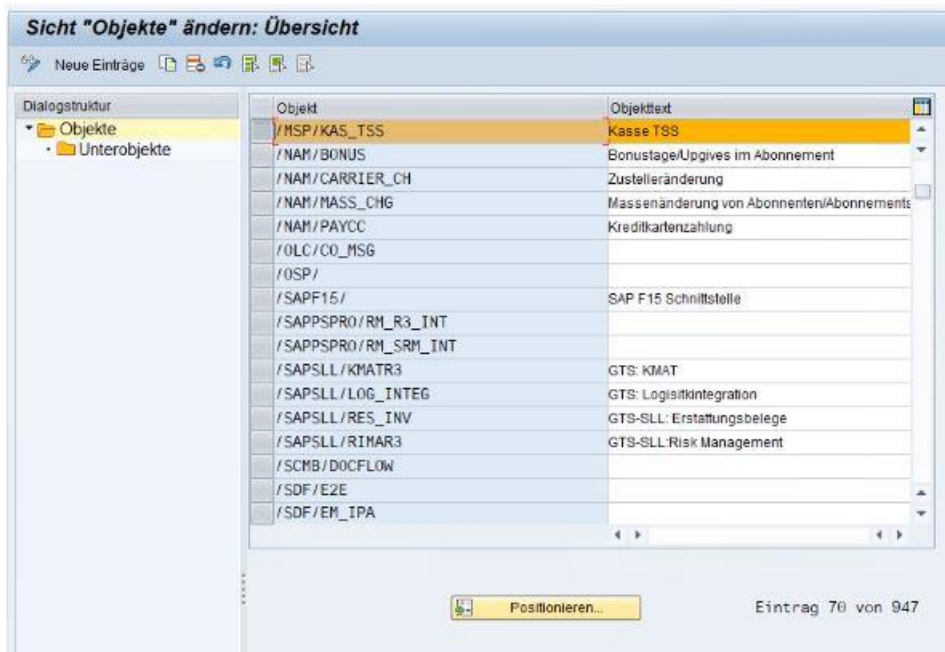 Sicht "Objekte" ändern: Übersicht
Neue Einträge
Dialogstruktur
Objekte
Unterobjekte
Objekt Objekttext
/MSP/KAS_TSS Kasse TSS
/NAM/BONUS Bonustage/Upgives im Abonnement
/NAM/CARRIER_CH Zustelleränderung
/NAM/MASS_CHG Massenänderung von Abonnenten/Abonnements
/NAM/PAYCC Kreditkartenzahlung
/OLC/CO_MSG
/OSP/
/SAPF15/ SAP F15 Schnittstelle
/SAPPSPRO/RM_R3_INT
/SAPPSPRO/RM_SRM_INT
/SAPSLL/KMATR3 GTS: KMAT
/SAPSLL/LOG_INTEG GTS: Logisitkintegration
/SAPSLL/RES_INV GTS-SLL: Erstattungsbelege
/SAPSLL/RIMAR3 GTS-SLL:Risk Management
/SCMB/DOCFLOW
/SDF/E2E
/SDF/EM_IPA
Positionieren...
Eintrag 70 von 947